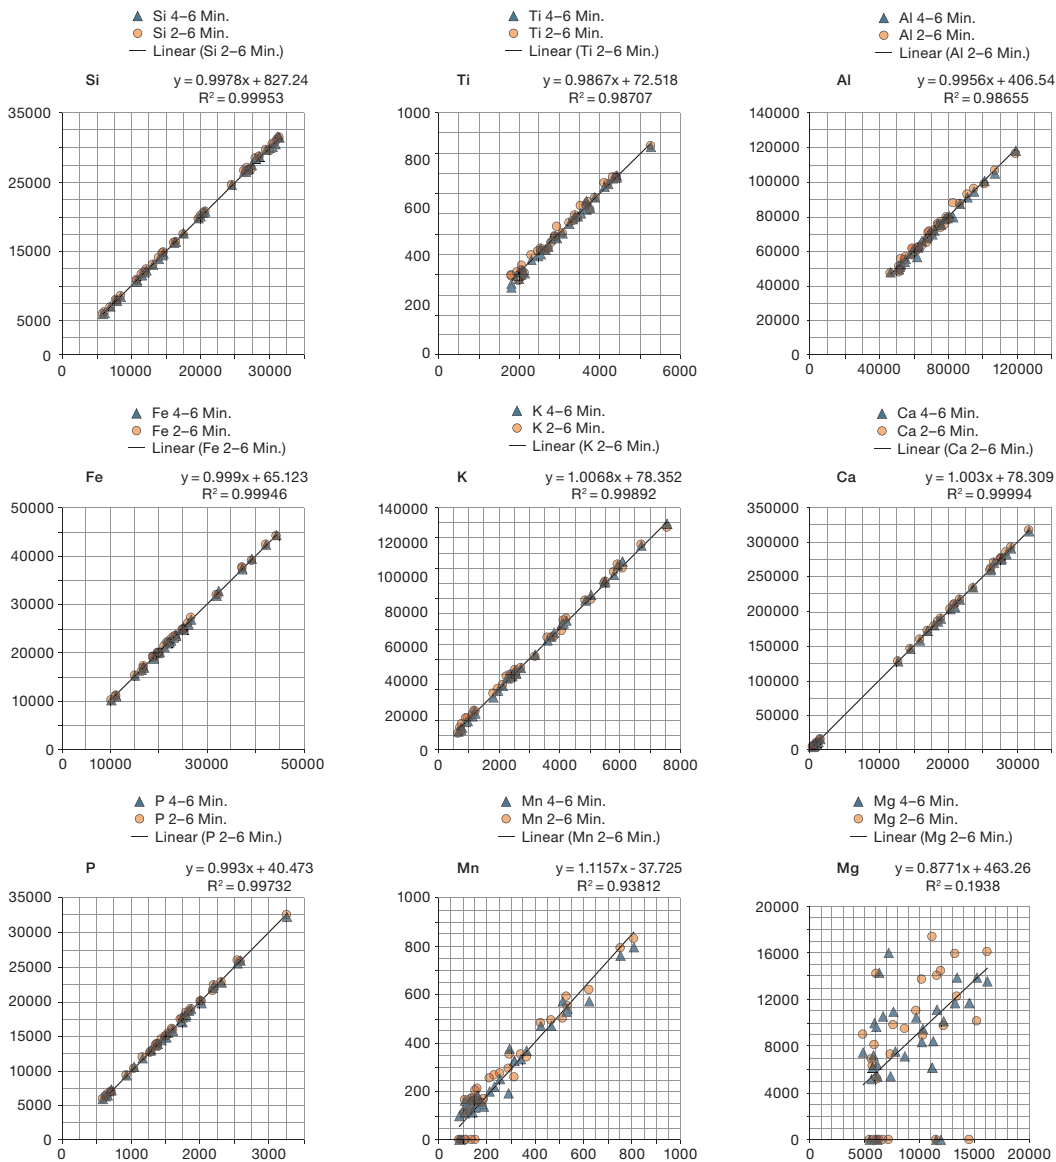 Si 4–6 Min.
Si 2–6 Min.
Linear (Si 2–6 Min.)
Si
y = 0.9978x + 827.24
R² = 0.99953
35000
25000
15000
5000
0
0 10000 20000 30000
Ti 4–6 Min.
Ti 2–6 Min.
Linear (Ti 2–6 Min.)
Ti
y = 0.9867x + 72.518
R² = 0.98707
1000
800
600
400
200
0
0 2000 4000 6000
Al 4–6 Min.
Al 2–6 Min.
Linear (Al 2–6 Min.)
Al
y = 0.9956x + 406.54
R² = 0.98655
140000
120000
100000
80000
60000
40000
20000
0
0 40000 80000 120000
Fe 4–6 Min.
Fe 2–6 Min.
Linear (Fe 2–6 Min.)
Fe
y = 0.999x + 65.123
R² = 0.99946
50000
40000
30000
20000
10000
0
0 10000 30000 50000
K 4–6 Min.
K 2–6 Min.
Linear (K 2–6 Min.)
K
y = 1.0068x + 78.352
R² = 0.99892
140000
120000
100000
80000
60000
40000
20000
0
0 2000 4000 6000 8000
Ca 4–6 Min.
Ca 2–6 Min.
Linear (Ca 2–6 Min.)
Ca
y = 1.003x + 78.309
R² = 0.99994
350000
300000
250000
200000
150000
100000
50000
0
0 10000 20000 30000
P 4–6 Min.
P 2–6 Min.
Linear (P 2–6 Min.)
P
y = 0.993x + 40.473
R² = 0.99732
35000
30000
25000
20000
15000
10000
5000
0
0 1000 2000 3000
Mn 4–6 Min.
Mn 2–6 Min.
Linear (Mn 2–6 Min.)
Mn
y = 1.1157x - 37.725
R² = 0.93812
1000
800
600
400
200
0
0 200 400 600 800 1000
Mg 4–6 Min.
Mg 2–6 Min.
Linear (Mg 2–6 Min.)
Mg
y = 0.8771x + 463.26
R² = 0.1938
20000
16000
12000
8000
4000
0
0 5000 10000 15000 20000